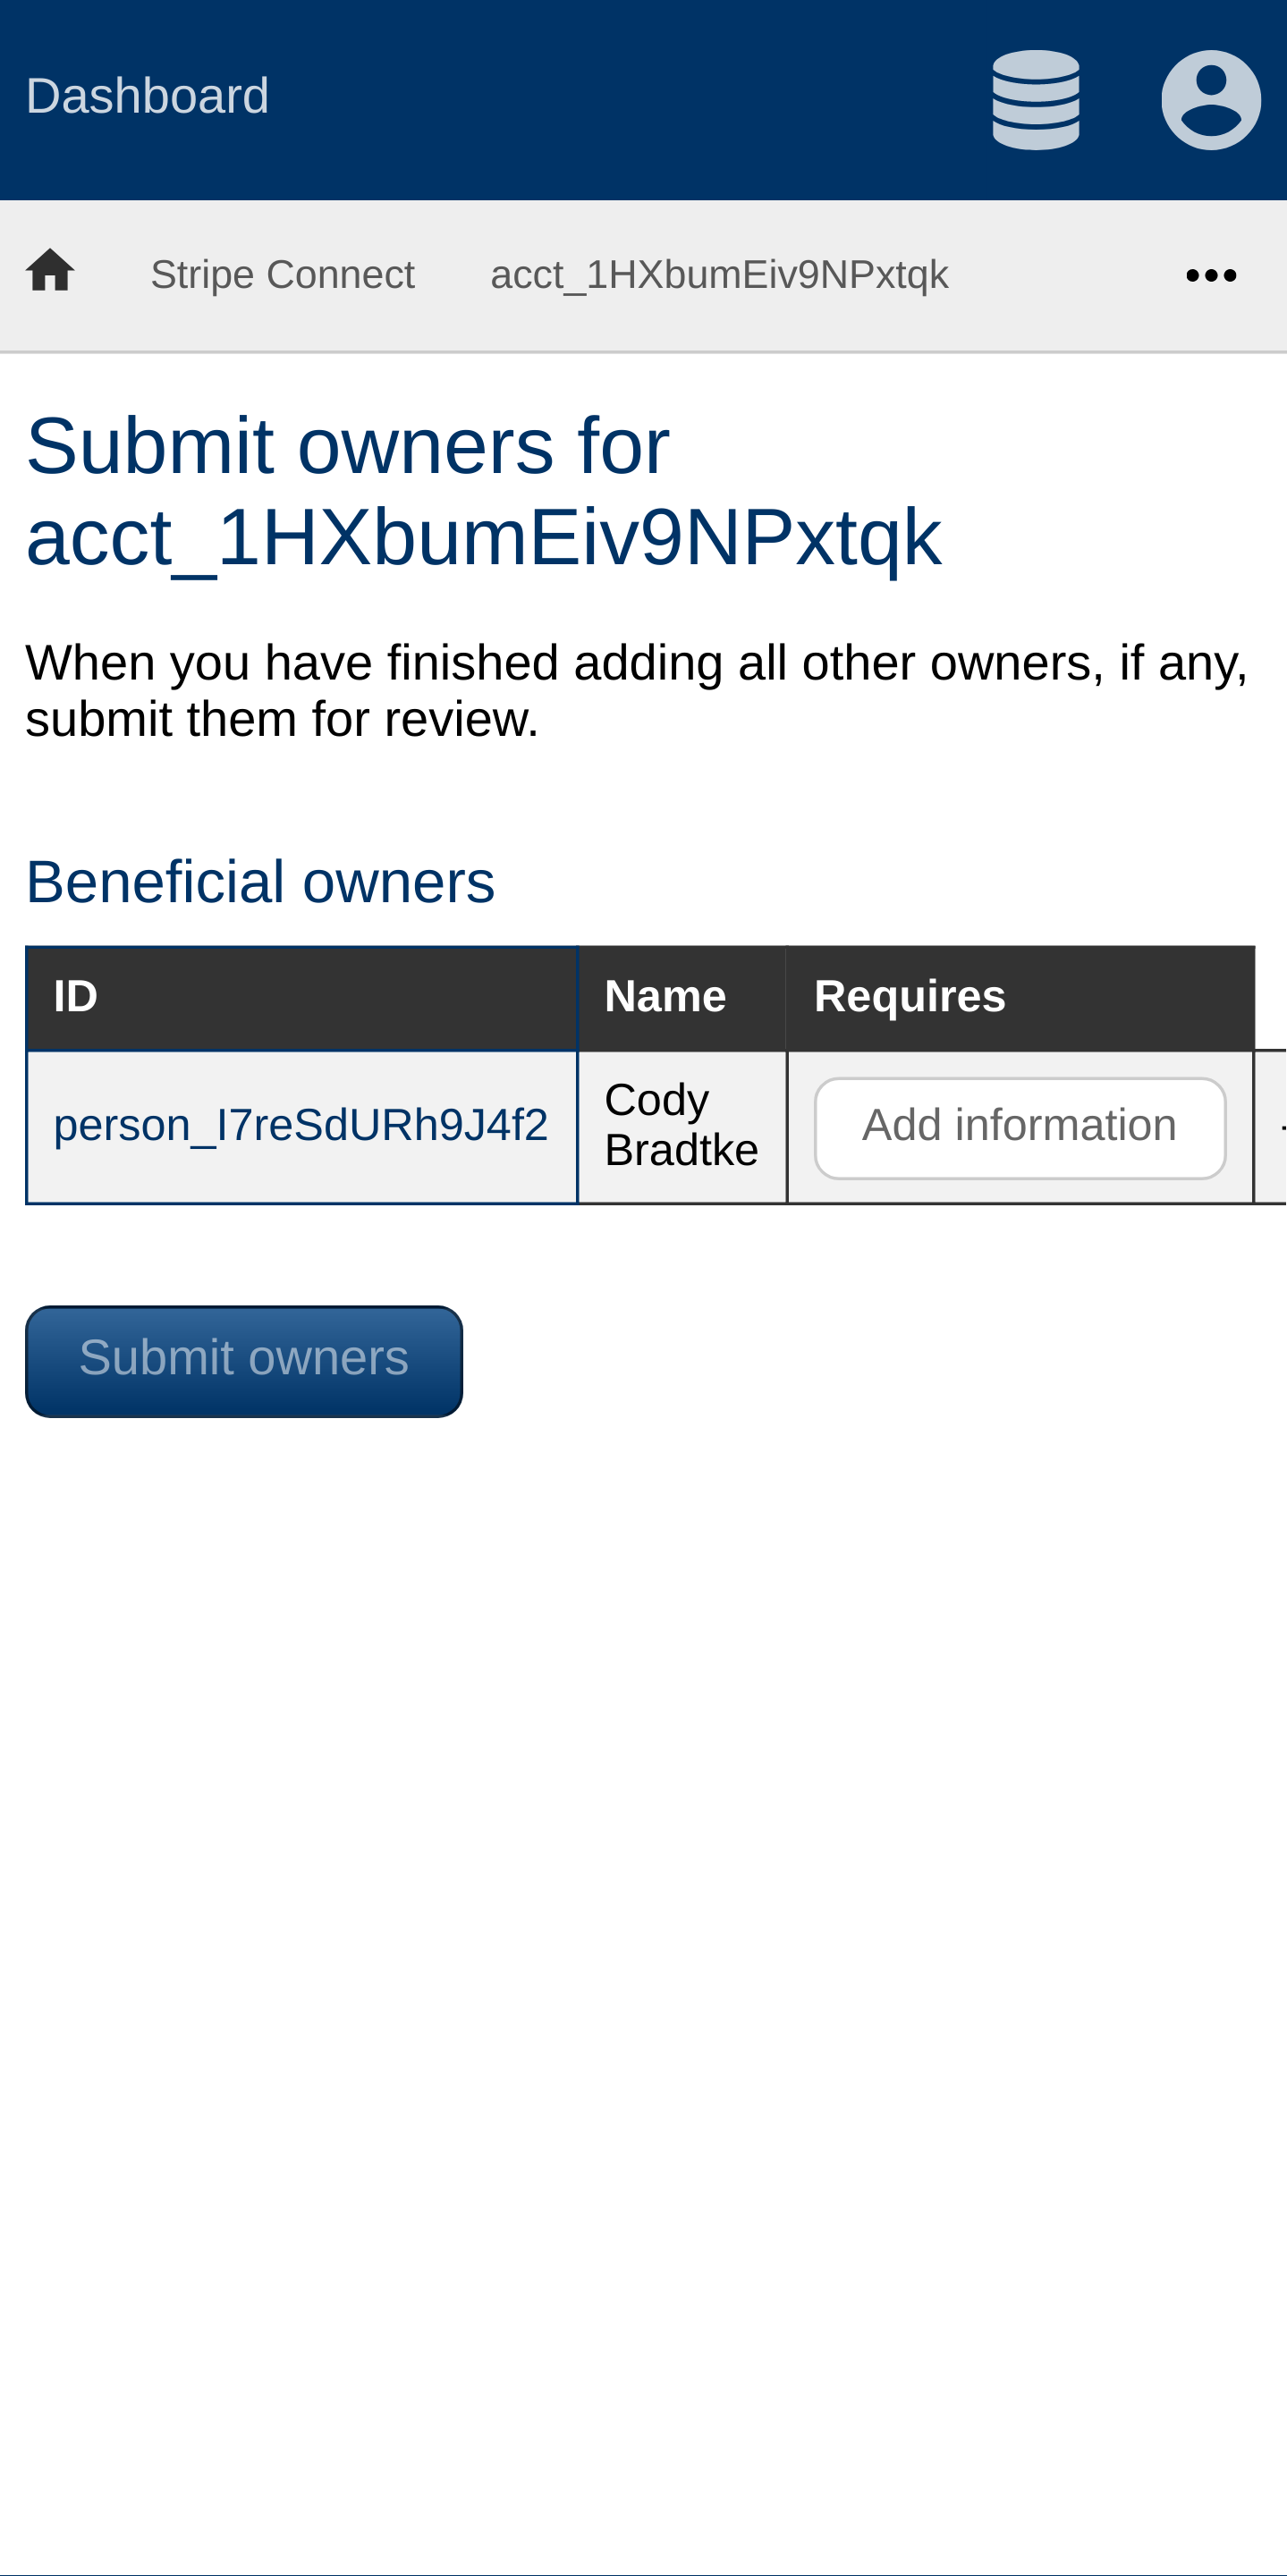 Dashboard
Stripe Connect acct_1HXbumEiv9NPxtqk
Submit owners for
acct_1HXbumEiv9NPxtqk
When you have finished adding all other owners, if any,
submit them for review.
Beneficial owners
ID Name Requires
person_I7reSdURh9J4f2 Cody
Bradtke Add information
Submit owners